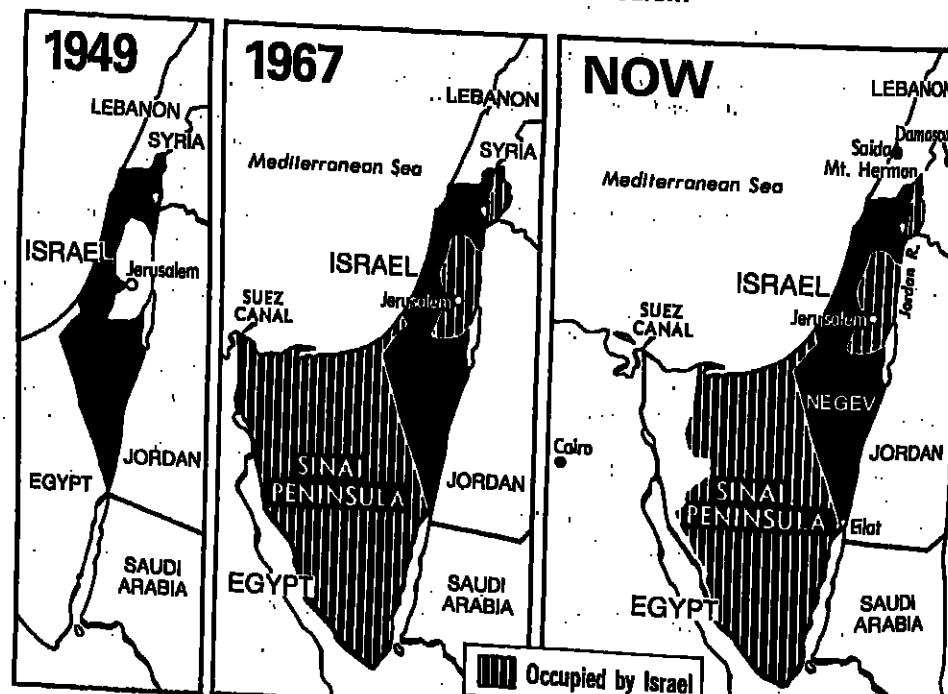 1949
LEBANON
SYRIA
ISRAEL
Jerusalem
EGYPT
JORDAN
SAUDI
ARABIA
1967
LEBANON
SYRIA
Mediterranean Sea
ISRAEL
Jerusalem
SUEZ
CANAL
SINAI
PENINSULA
JORDAN
EGYPT
SAUDI
ARABIA
NOW
LEBANON
Damascus
Saida
Mt. Herman
Mediterranean Sea
ISRAEL
Jordan R.
Jerusalem
SUEZ
CANAL
NEGEV
Cairo
JORDAN
SINAI
PENINSULA
Eilat
EGYPT
SAUDI
ARABIA
Occupied by Israel